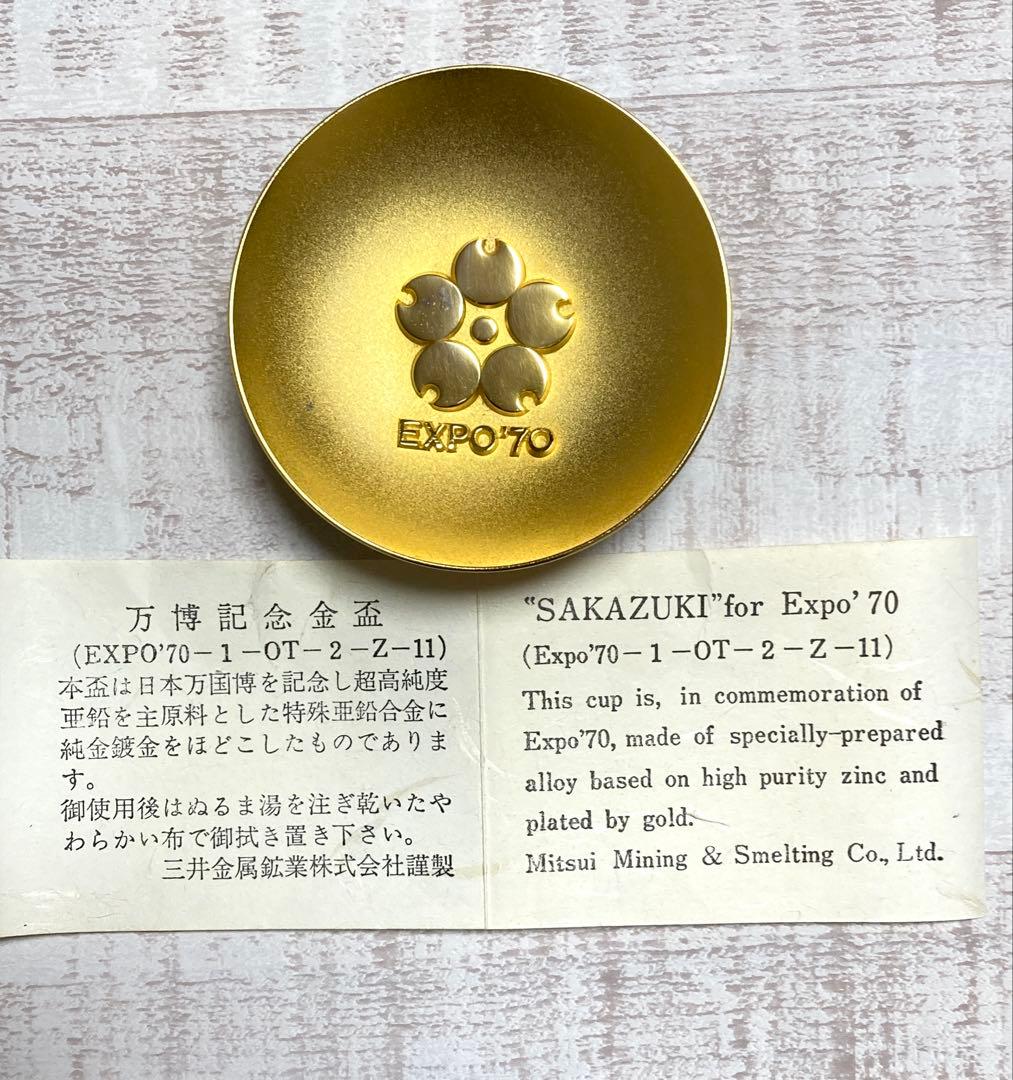 EXPO'70
万博記念金盃
(EXPO'70-1-OT-2-Z-11)
本盃は日本万国博を記念し超高純度
亜鉛を主原料とした特殊亜鉛合金に
純金鍍金をほどこしたものでありま
す。
御使用後はぬるま湯を注ぎ乾いたや
わらかい布で御拭き置き下さい。
三井金属鉱業株式会社謹製
"SAKAZUKI" for Expo' 70
(Expo'70-1-OT-2-Z-11)
This cup is, in commemoration of
Expo'70, made of specially-prepared
alloy based on high purity zinc and
plated by gold.
Mitsui Mining & Smelting Co., Ltd.